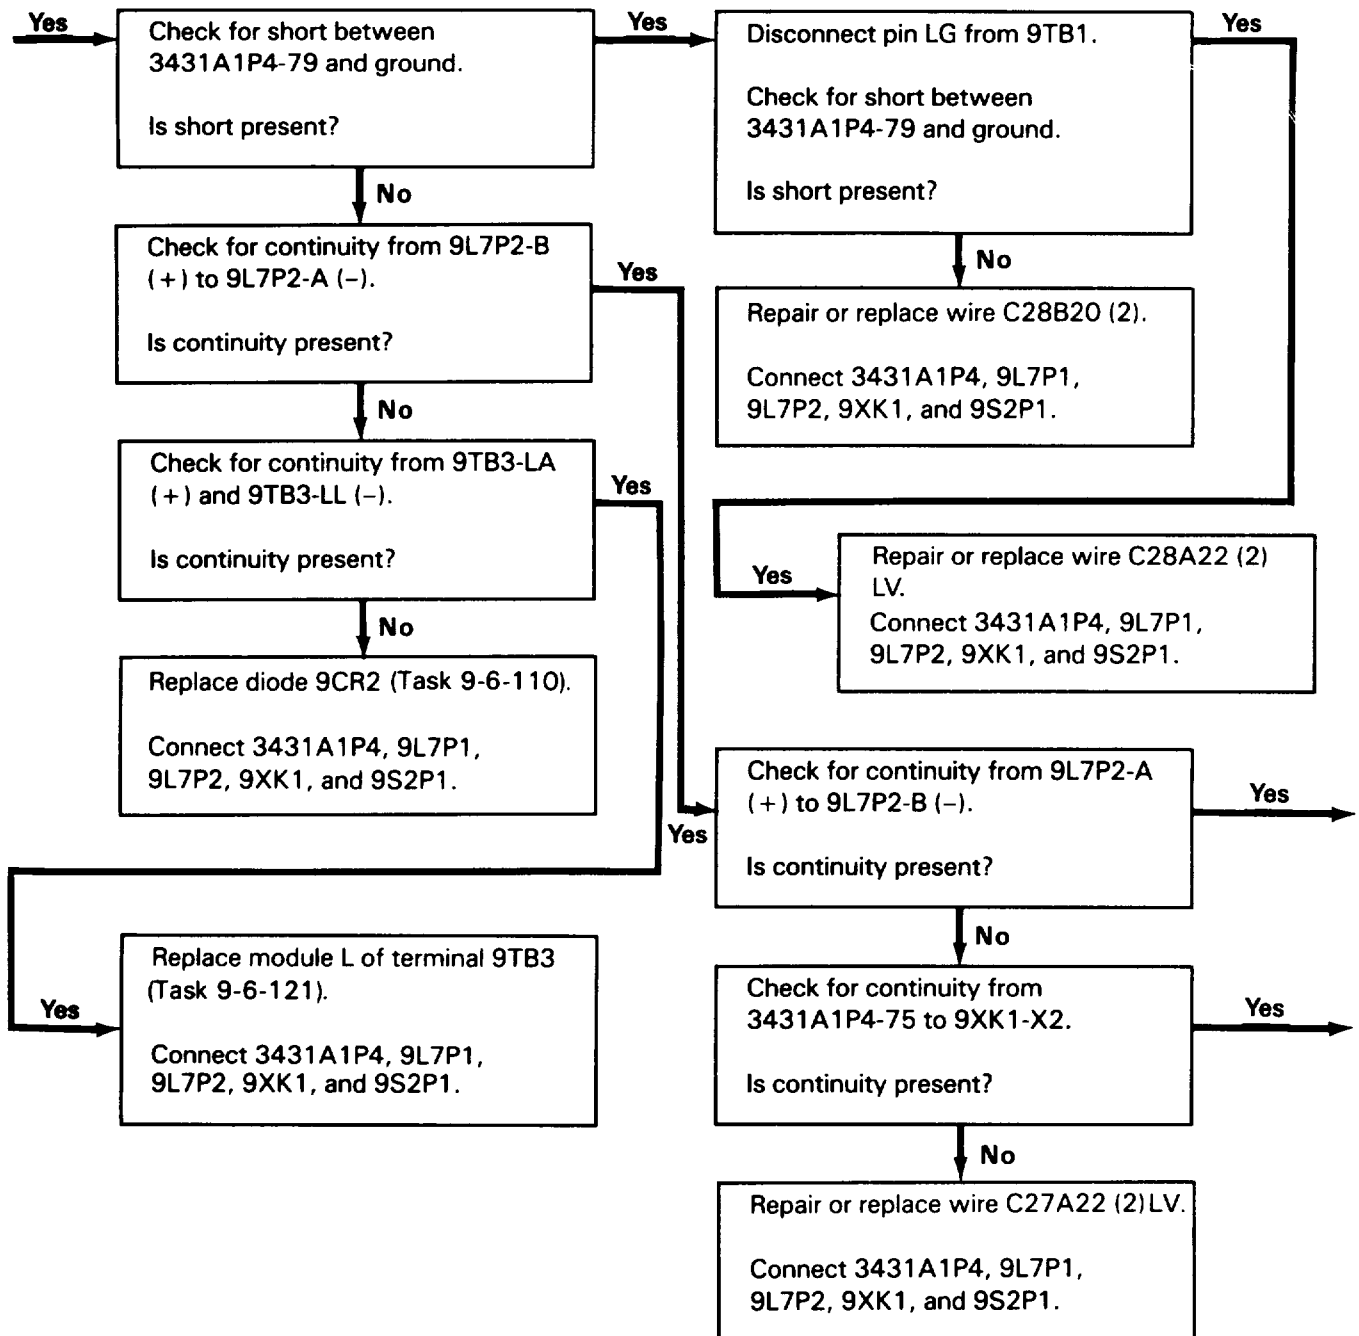 Yes
Check for short between
3431A1P4-79 and ground.
Is short present?
Yes
Disconnect pin LG from 9TB1.
Check for short between
3431A1P4-79 and ground.
Is short present?
Yes
No
Check for continuity from 9L7P2-B
(+) to 9L7P2-A (–).
Is continuity present?
Yes
No
Repair or replace wire C28B20 (2).
Connect 3431A1P4, 9L7P1,
9L7P2, 9XK1, and 9S2P1.
No
Check for continuity from 9TB3-LA
(+) and 9TB3-LL (–).
Is continuity present?
Yes
Yes
Repair or replace wire C28A22 (2)
LV.
Connect 3431A1P4, 9L7P1,
9L7P2, 9XK1, and 9S2P1.
No
Replace diode 9CR2 (Task 9-6-110).
Connect 3431A1P4, 9L7P1,
9L7P2, 9XK1, and 9S2P1.
Yes
Check for continuity from 9L7P2-A
(+) to 9L7P2-B (–).
Is continuity present?
Yes
Yes
Replace module L of terminal 9TB3
(Task 9-6-121).
Connect 3431A1P4, 9L7P1,
9L7P2, 9XK1, and 9S2P1.
No
Check for continuity from
3431A1P4-75 to 9XK1-X2.
Is continuity present?
Yes
No
Repair or replace wire C27A22 (2)LV.
Connect 3431A1P4, 9L7P1,
9L7P2, 9XK1, and 9S2P1.